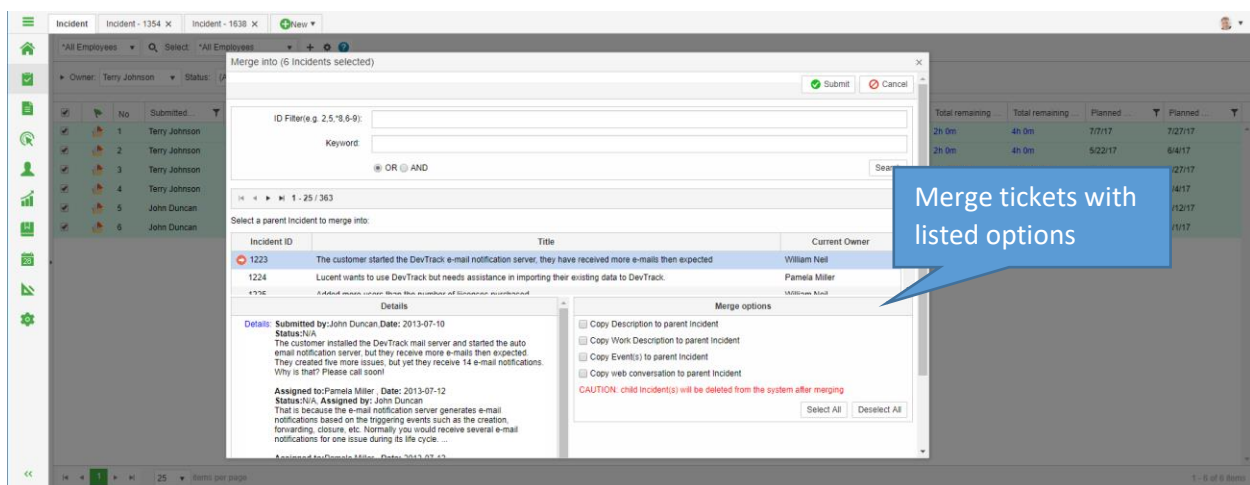 Incident Incident - 1354 × Incident - 1638 × New
*All Employees Select: *All Employees
Merge into (6 Incidents selected)
Owner: Terry Johnson Status:
Submit Cancel
No Submitted... Total remaining ... Total remaining ... Planned ... Planned ...
ID Filter(e.g. 2,5,*8,6-9):
1 Terry Johnson 2h 0m 4h 0m 7/7/17 7/27/17
Keyword:
2 Terry Johnson 2h 0m 4h 0m 5/22/17 6/4/17
OR AND
3 Terry Johnson /27/17
4 Terry Johnson /4/17
Merge tickets with
listed options
1 - 25 / 363
5 John Duncan /12/17
Select a parent Incident to merge into:
6 John Duncan /1/17
Incident ID Title Current Owner
1223 The customer started the DevTrack e-mail notification server, they have received more e-mails then expected William Neil
1224 Lucent wants to use DevTrack but needs assistance in importing their existing data to DevTrack. Pamela Miller
Details Merge options
Details: Submitted by:John Duncan,Date: 2013-07-10
Status:N/A
The customer installed the DevTrack mail server and started the auto
email notification server, but they receive more e-mails then expected.
They created five more issues, but yet they receive 14 e-mail notifications.
Why is that? Please call soon!
Assigned to:Pamela Miller , Date: 2013-07-12
Status:N/A, Assigned by: John Duncan
That is because the e-mail notification server generates e-mail
notifications based on the triggering events such as the creation,
forwarding, closure, etc. Normally you would receive several e-mail
notifications for one issue during its life cycle. ...
Copy Description to parent Incident
Copy Work Description to parent Incident
Copy Event(s) to parent Incident
Copy web conversation to parent Incident
CAUTION: child Incident(s) will be deleted from the system after merging
Select All Deselect All
1 25 items per page 1 - 6 of 6 items